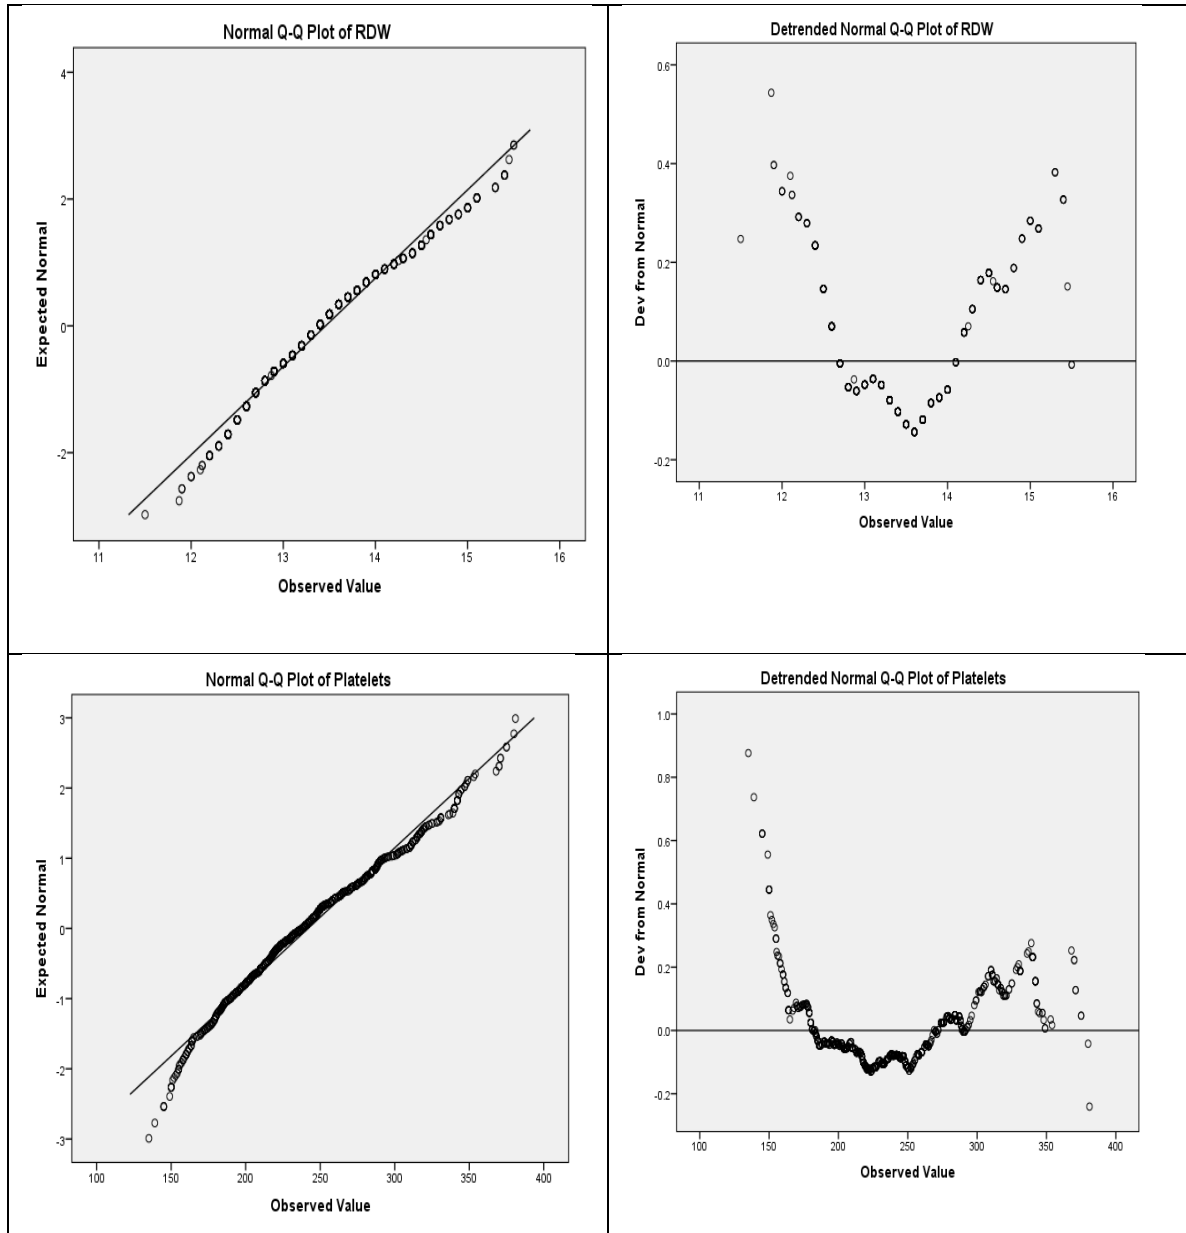 Normal Q-Q Plot of RDW
Expected Normal
4
2
0
-2
11 12 13 14 15 16
Observed Value
Detrended Normal Q-Q Plot of RDW
Dev from Normal
0.6
0.4
0.2
0.0
-0.2
11 12 13 14 15 16
Observed Value
Normal Q-Q Plot of Platelets
Expected Normal
3
2
1
0
-1
-2
-3
100 150 200 250 300 350 400
Observed Value
Detrended Normal Q-Q Plot of Platelets
Dev from Normal
1.0
0.8
0.6
0.4
0.2
0.0
-0.2
100 150 200 250 300 350 400
Observed Value